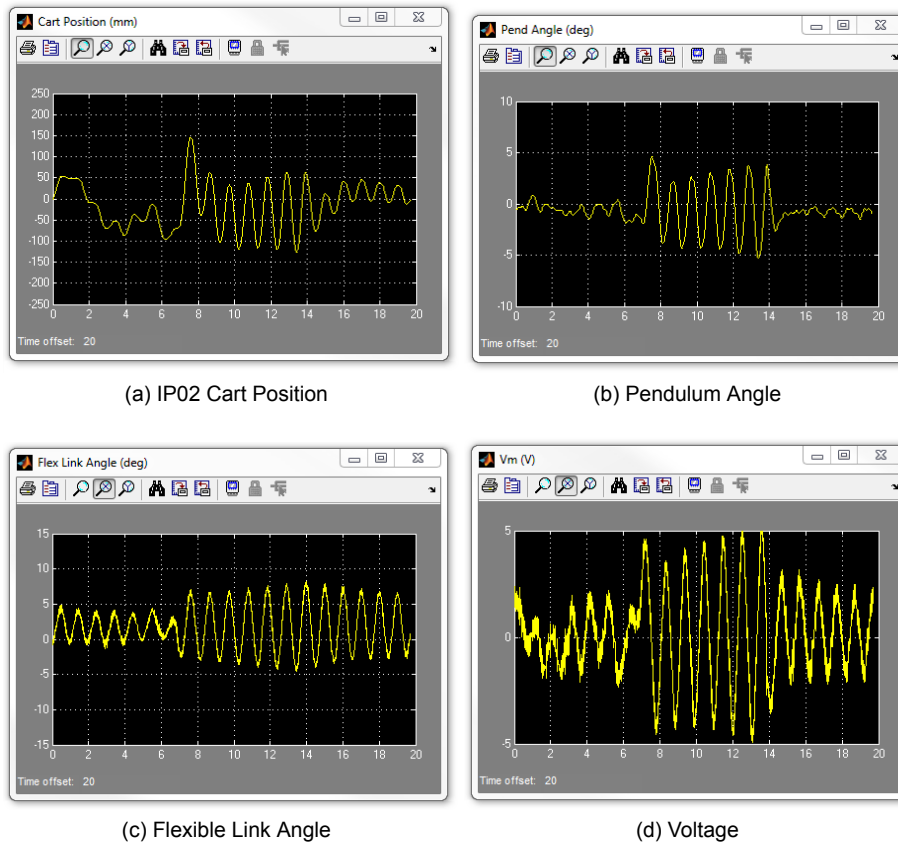 Cart Position (mm)
250
200
150
100
50
0
-50
-100
-150
-200
-250
0 2 4 6 8 10 12 14 16 18 20
Time offset: 20
(a) IP02 Cart Position
Pend Angle (deg)
10
5
0
-5
-10
0 2 4 6 8 10 12 14 16 18 20
Time offset: 20
(b) Pendulum Angle
Flex Link Angle (deg)
15
10
5
0
-5
-10
-15
0 2 4 6 8 10 12 14 16 18 20
Time offset: 20
(c) Flexible Link Angle
Vm (V)
5
0
-5
0 2 4 6 8 10 12 14 16 18 20
Time offset: 20
(d) Voltage